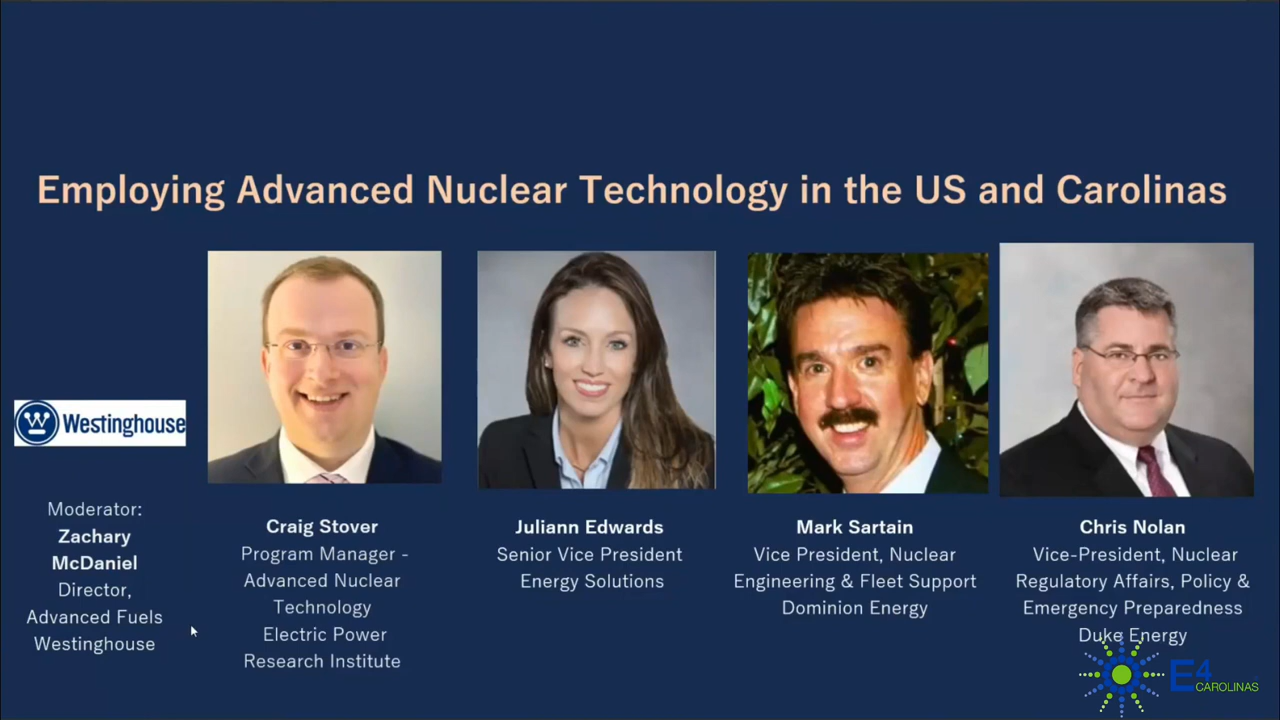 Employing Advanced Nuclear Technology in the US and Carolinas
W
Westinghouse
Moderator:
Zachary
McDaniel
Director,
Advanced Fuels
Westinghouse
Craig Stover
Program Manager -
Advanced Nuclear
Technology
Electric Power
Research Institute
Juliann Edwards
Senior Vice President
Energy Solutions
Mark Sartain
Vice President, Nuclear
Engineering & Fleet Support
Dominion Energy
Chris Nolan
Vice-President, Nuclear
Regulatory Affairs, Policy &
Emergency Preparedness
Duke Energy
E4
CAROLINAS